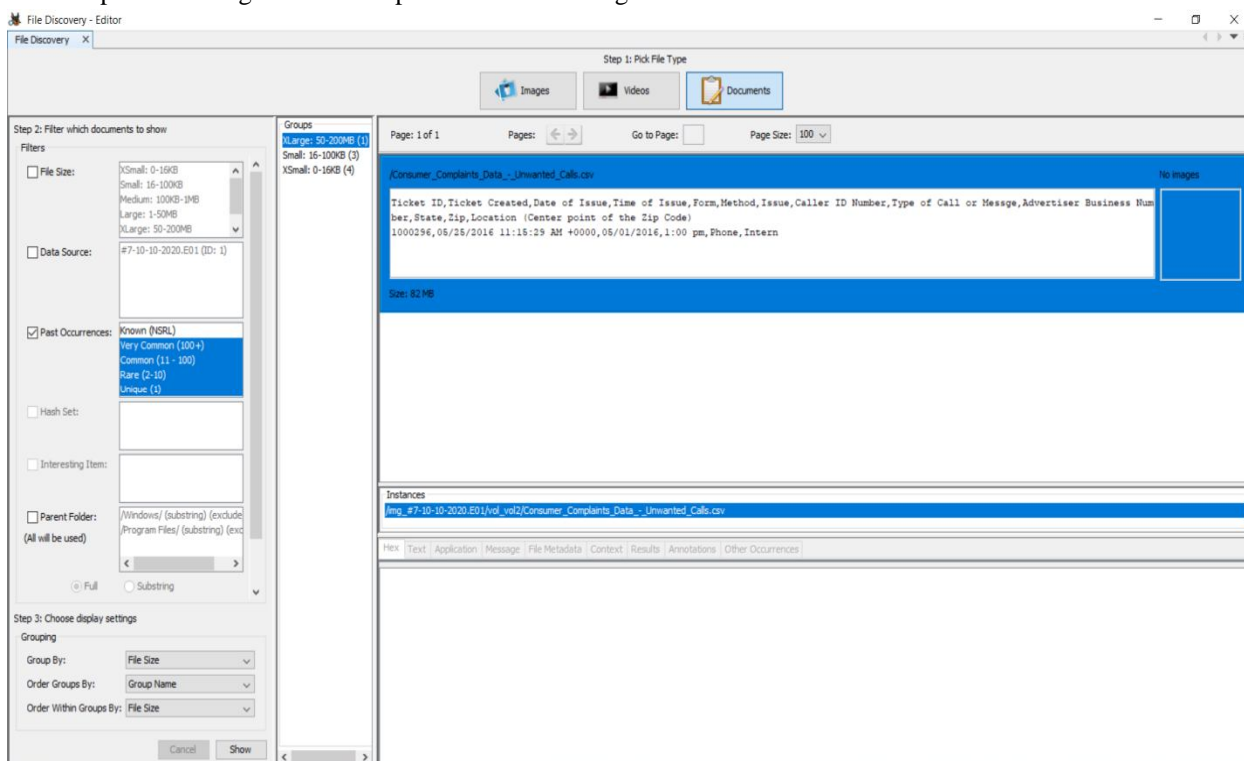 File Discovery - Editor
File Discovery X
Step 1: Pick File Type
Images
Videos
Documents
Step 2: Filter which documents to show
Filters
File Size:
XSmall: 0-16KB
Small: 16-100KB
Medium: 100KB-1MB
Large: 1-50MB
XLarge: 50-200MB
Data Source:
#7-10-10-2020.E01 (ID: 1)
Past Occurrences:
Known (NSRL)
Very Common (100+)
Common (11 - 100)
Rare (2-10)
Unique (1)
Hash Set:
Interesting Item:
Parent Folder:
(All will be used)
/Windows/ (substring) (exclude
/Program Files/ (substring) (exc
Full
Substring
Step 3: Choose display settings
Grouping
Group By: File Size
Order Groups By: Group Name
Order Within Groups By: File Size
Cancel
Show
Groups
XLarge: 50-200MB (1)
Small: 16-100KB (3)
XSmall: 0-16KB (4)
Page: 1 of 1
Pages:
Go to Page:
Page Size: 100
/Consumer_Complaints_Data_-_Unwanted_Calls.csv
No images
Ticket ID,Ticket Created,Date of Issue,Time of Issue,Form,Method,Issue,Caller ID Number,Type of Call or Messge,Advertiser Business Num
ber,State,Zip,Location (Center point of the Zip Code)
1000296,05/25/2016 11:15:29 AM +0000,05/01/2016,1:00 pm,Phone,Intern
Size: 82 MB
Instances
/img_#7-10-10-2020.E01/vol_vol2/Consumer_Complaints_Data_-_Unwanted_Calls.csv
Hex Text Application Message File Metadata Context Results Annotations Other Occurrences